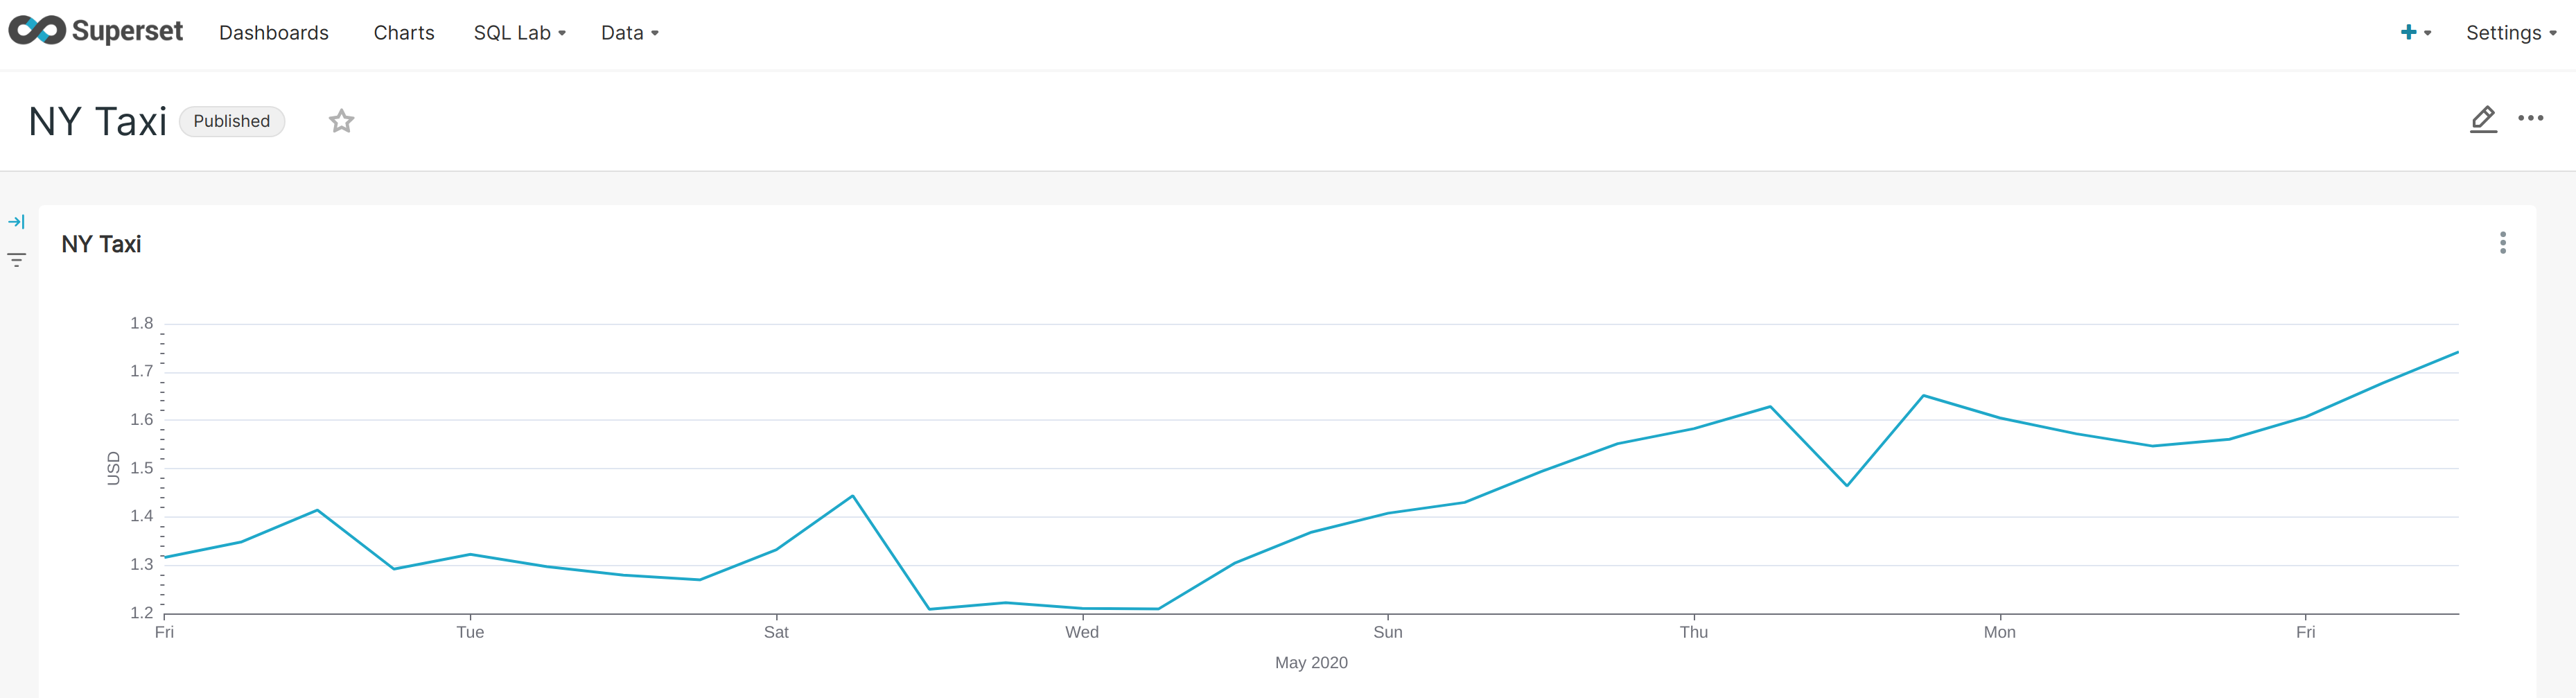 Superset Dashboards Charts SQL Lab Data Settings
NY Taxi Published
NY Taxi
1.8
1.7
1.6
1.5
1.4
1.3
1.2
USD
Fri Tue Sat Wed Sun Thu Mon Fri
May 2020